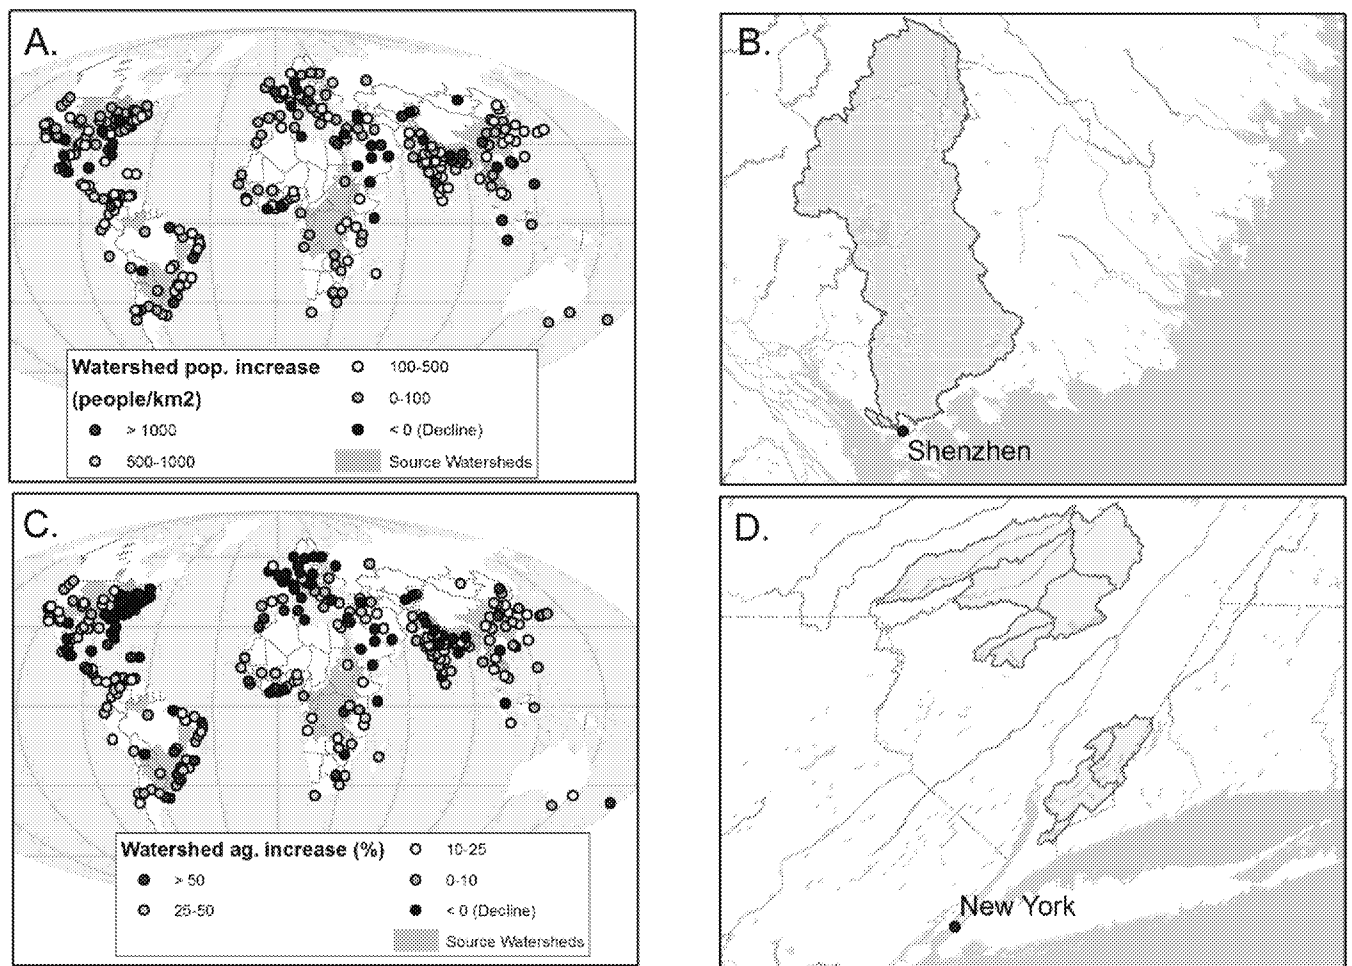 A.
Watershed pop. increase
(people/km2)
> 1000
500-1000
100-500
0-100
< 0 (Decline)
Source Watersheds
B.
Shenzhen
C.
Watershed ag. increase (%)
> 50
25-50
10-25
0-10
< 0 (Decline)
Source Watersheds
D.
New York